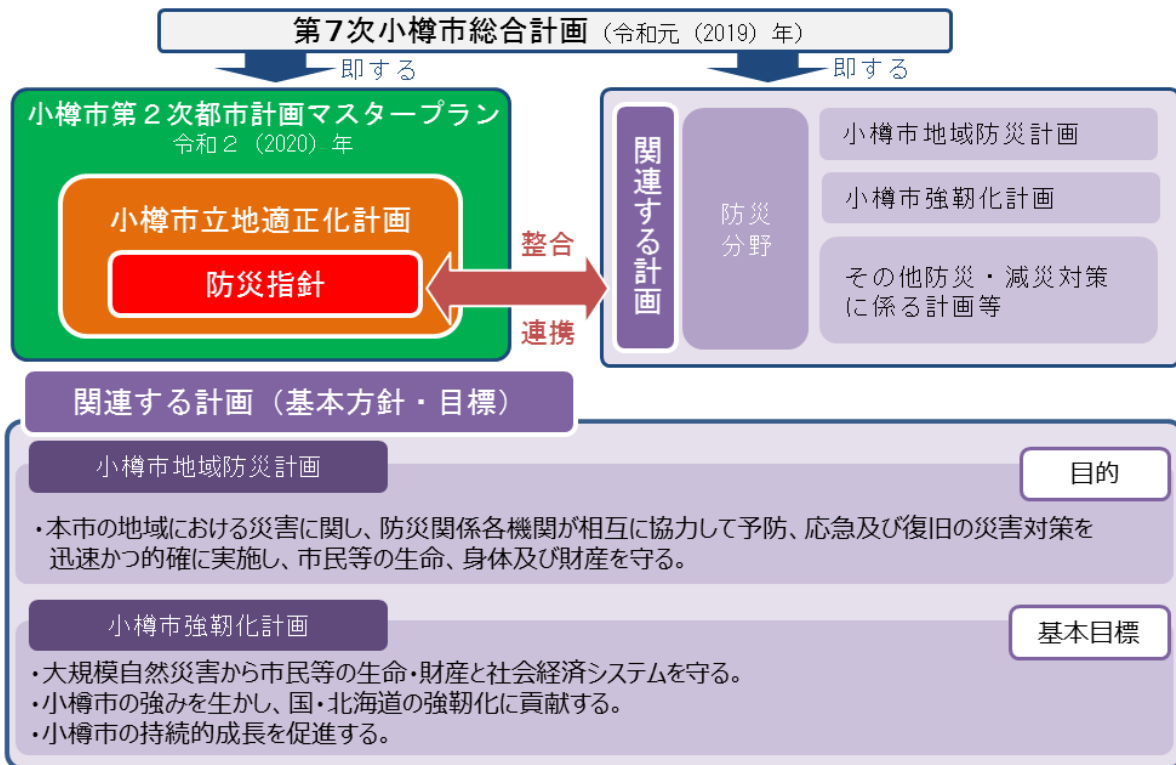 第7次小樽市総合計画（令和元（2019）年）
即する
即する
小樽市第２次都市計画マスタープラン
令和２（2020）年
小樽市立地適正化計画
防災指針
整合
連携
関連する計画
防災
分野
小樽市地域防災計画
小樽市強靭化計画
その他防災・減災対策
に係る計画等
関連する計画（基本方針・目標）
小樽市地域防災計画
目的
・本市の地域における災害に関し、防災関係各機関が相互に協力して予防、応急及び復旧の災害対策を
迅速かつ的確に実施し、市民等の生命、身体及び財産を守る。
小樽市強靭化計画
基本目標
・大規模自然災害から市民等の生命・財産と社会経済システムを守る。
・小樽市の強みを生かし、国・北海道の強靭化に貢献する。
・小樽市の持続的成長を促進する。